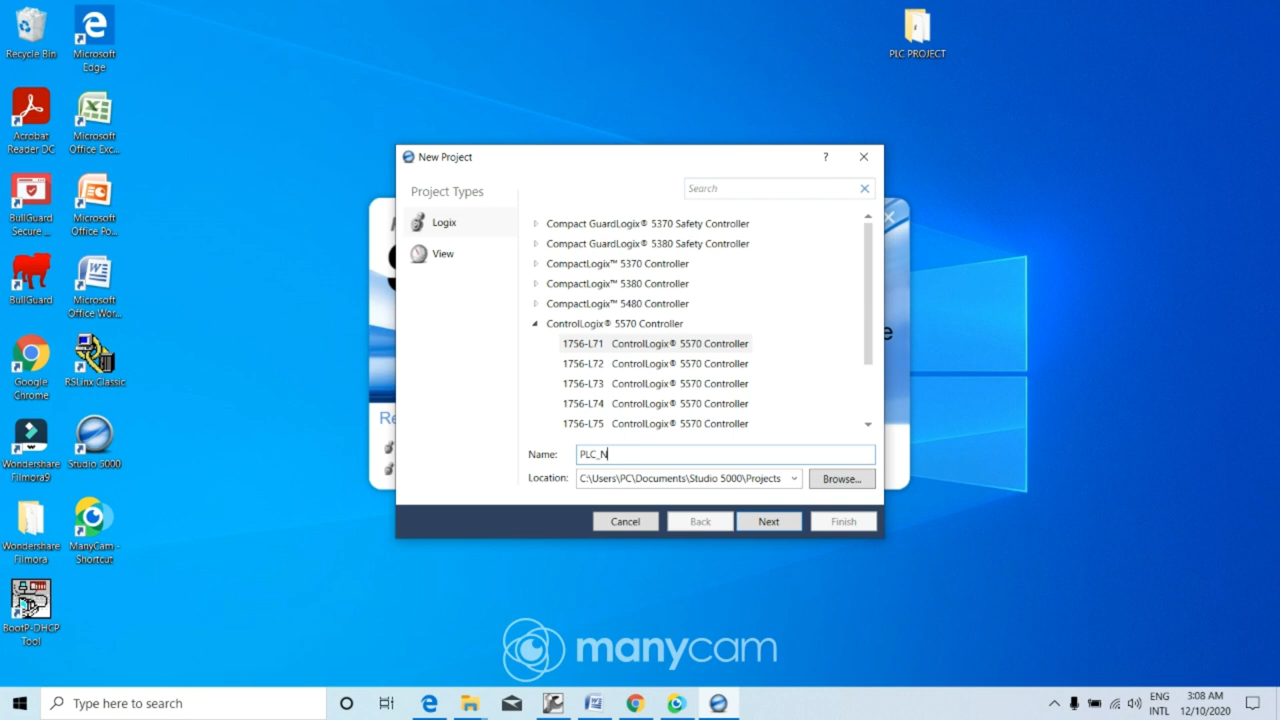 Recycle Bin
Microsoft
Edge
PLC PROJECT
Acrobat
Reader DC
Microsoft
Office Exc...
BullGuard
Secure ...
Microsoft
Office Po...
BullGuard
Microsoft
Office Wor...
Google
Chrome
RSLinx Classic
Wondershare
Filmora9
Studio 5000
Wondershare
Filmora
ManyCam -
Shortcut
BootP-DHCP
Tool
New Project
?
Project Types
Search
Logix
View
Compact GuardLogix® 5370 Safety Controller
Compact GuardLogix® 5380 Safety Controller
CompactLogix™ 5370 Controller
CompactLogix™ 5380 Controller
CompactLogix™ 5480 Controller
ControlLogix® 5570 Controller
1756-L71 ControlLogix® 5570 Controller
1756-L72 ControlLogix® 5570 Controller
1756-L73 ControlLogix® 5570 Controller
1756-L74 ControlLogix® 5570 Controller
1756-L75 ControlLogix® 5570 Controller
Name: PLC_N
Location: C:\Users\PC\Documents\Studio 5000\Projects Browse...
Cancel Back Next Finish
Re
e
manycam
Type here to search
ENG
INTL
3:08 AM
12/10/2020